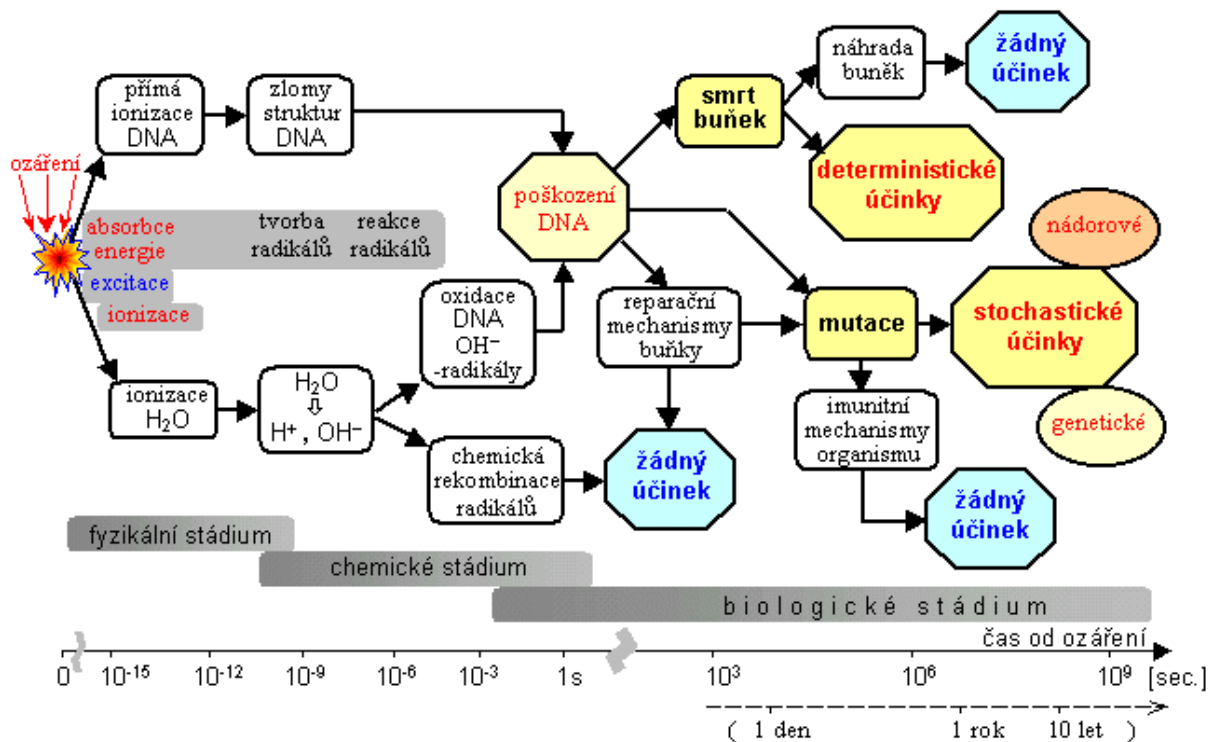 přímá
ionizace
DNA
zlomy
struktur
DNA
smrt
buňek
náhrada
buněk
žádný
účinek
ozáření
deterministické
účinky
poškození
DNA
absorbce
energie
tvorba
radikálů
reakce
radikálů
excitace
ionizace
nádorové
stochastické
účinky
genetické
oxidace
DNA
OH⁻
-radikály
reparační
mechanismy
buňky
mutace
ionizace
H₂O
H₂O
⇩
H⁺ , OH⁻
chemická
rekombinace
radikálů
žádný
účinek
imunitní
mechanismy
organismu
žádný
účinek
fyzikální stádium
chemické stádium
biologické stádium
čas od ozáření
0 10⁻¹⁵ 10⁻¹² 10⁻⁹ 10⁻⁶ 10⁻³ 1s 10³ 10⁶ 10⁹ [sec.]
( 1 den 1 rok 10 let )